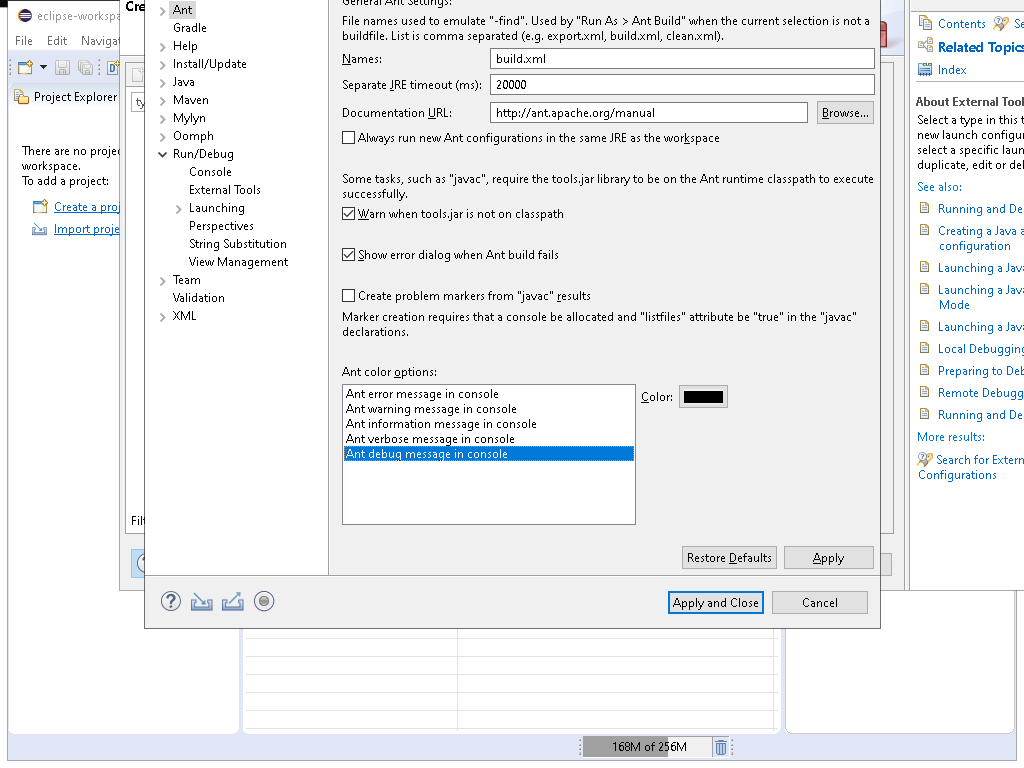 eclipse-workspa
File Edit Navigat
Project Explorer
There are no projec
workspace.
To add a project:
Create a proj
Import proje
Cre
ty
Filt
Ant
Gradle
Help
Install/Update
Java
Maven
Mylyn
Oomph
Run/Debug
Console
External Tools
Launching
Perspectives
String Substitution
View Management
Team
Validation
XML
General Ant Settings:
File names used to emulate "-find". Used by "Run As > Ant Build" when the current selection is not a
buildfile. List is comma separated (e.g. export.xml, build.xml, clean.xml).
Names: build.xml
Separate JRE timeout (ms): 20000
Documentation URL: http://ant.apache.org/manual Browse...
Always run new Ant configurations in the same JRE as the workspace
Some tasks, such as "javac", require the tools.jar library to be on the Ant runtime classpath to execute
successfully.
Warn when tools.jar is not on classpath
Show error dialog when Ant build fails
Create problem markers from "javac" results
Marker creation requires that a console be allocated and "listfiles" attribute be "true" in the "javac"
declarations.
Ant color options:
Ant error message in console
Ant warning message in console
Ant information message in console
Ant verbose message in console
Ant debug message in console
Color:
Restore Defaults Apply
Apply and Close Cancel
Contents Se
Related Topics
Index
About External Tool
Select a type in this t
new launch configur
select a specific laun
duplicate, edit or del
See also:
Running and De
Creating a Java a
configuration
Launching a Java
Launching a Java
Mode
Launching a Java
Local Debugging
Preparing to Deb
Remote Debugg
Running and De
More results:
Search for Extern
Configurations
168M of 256M